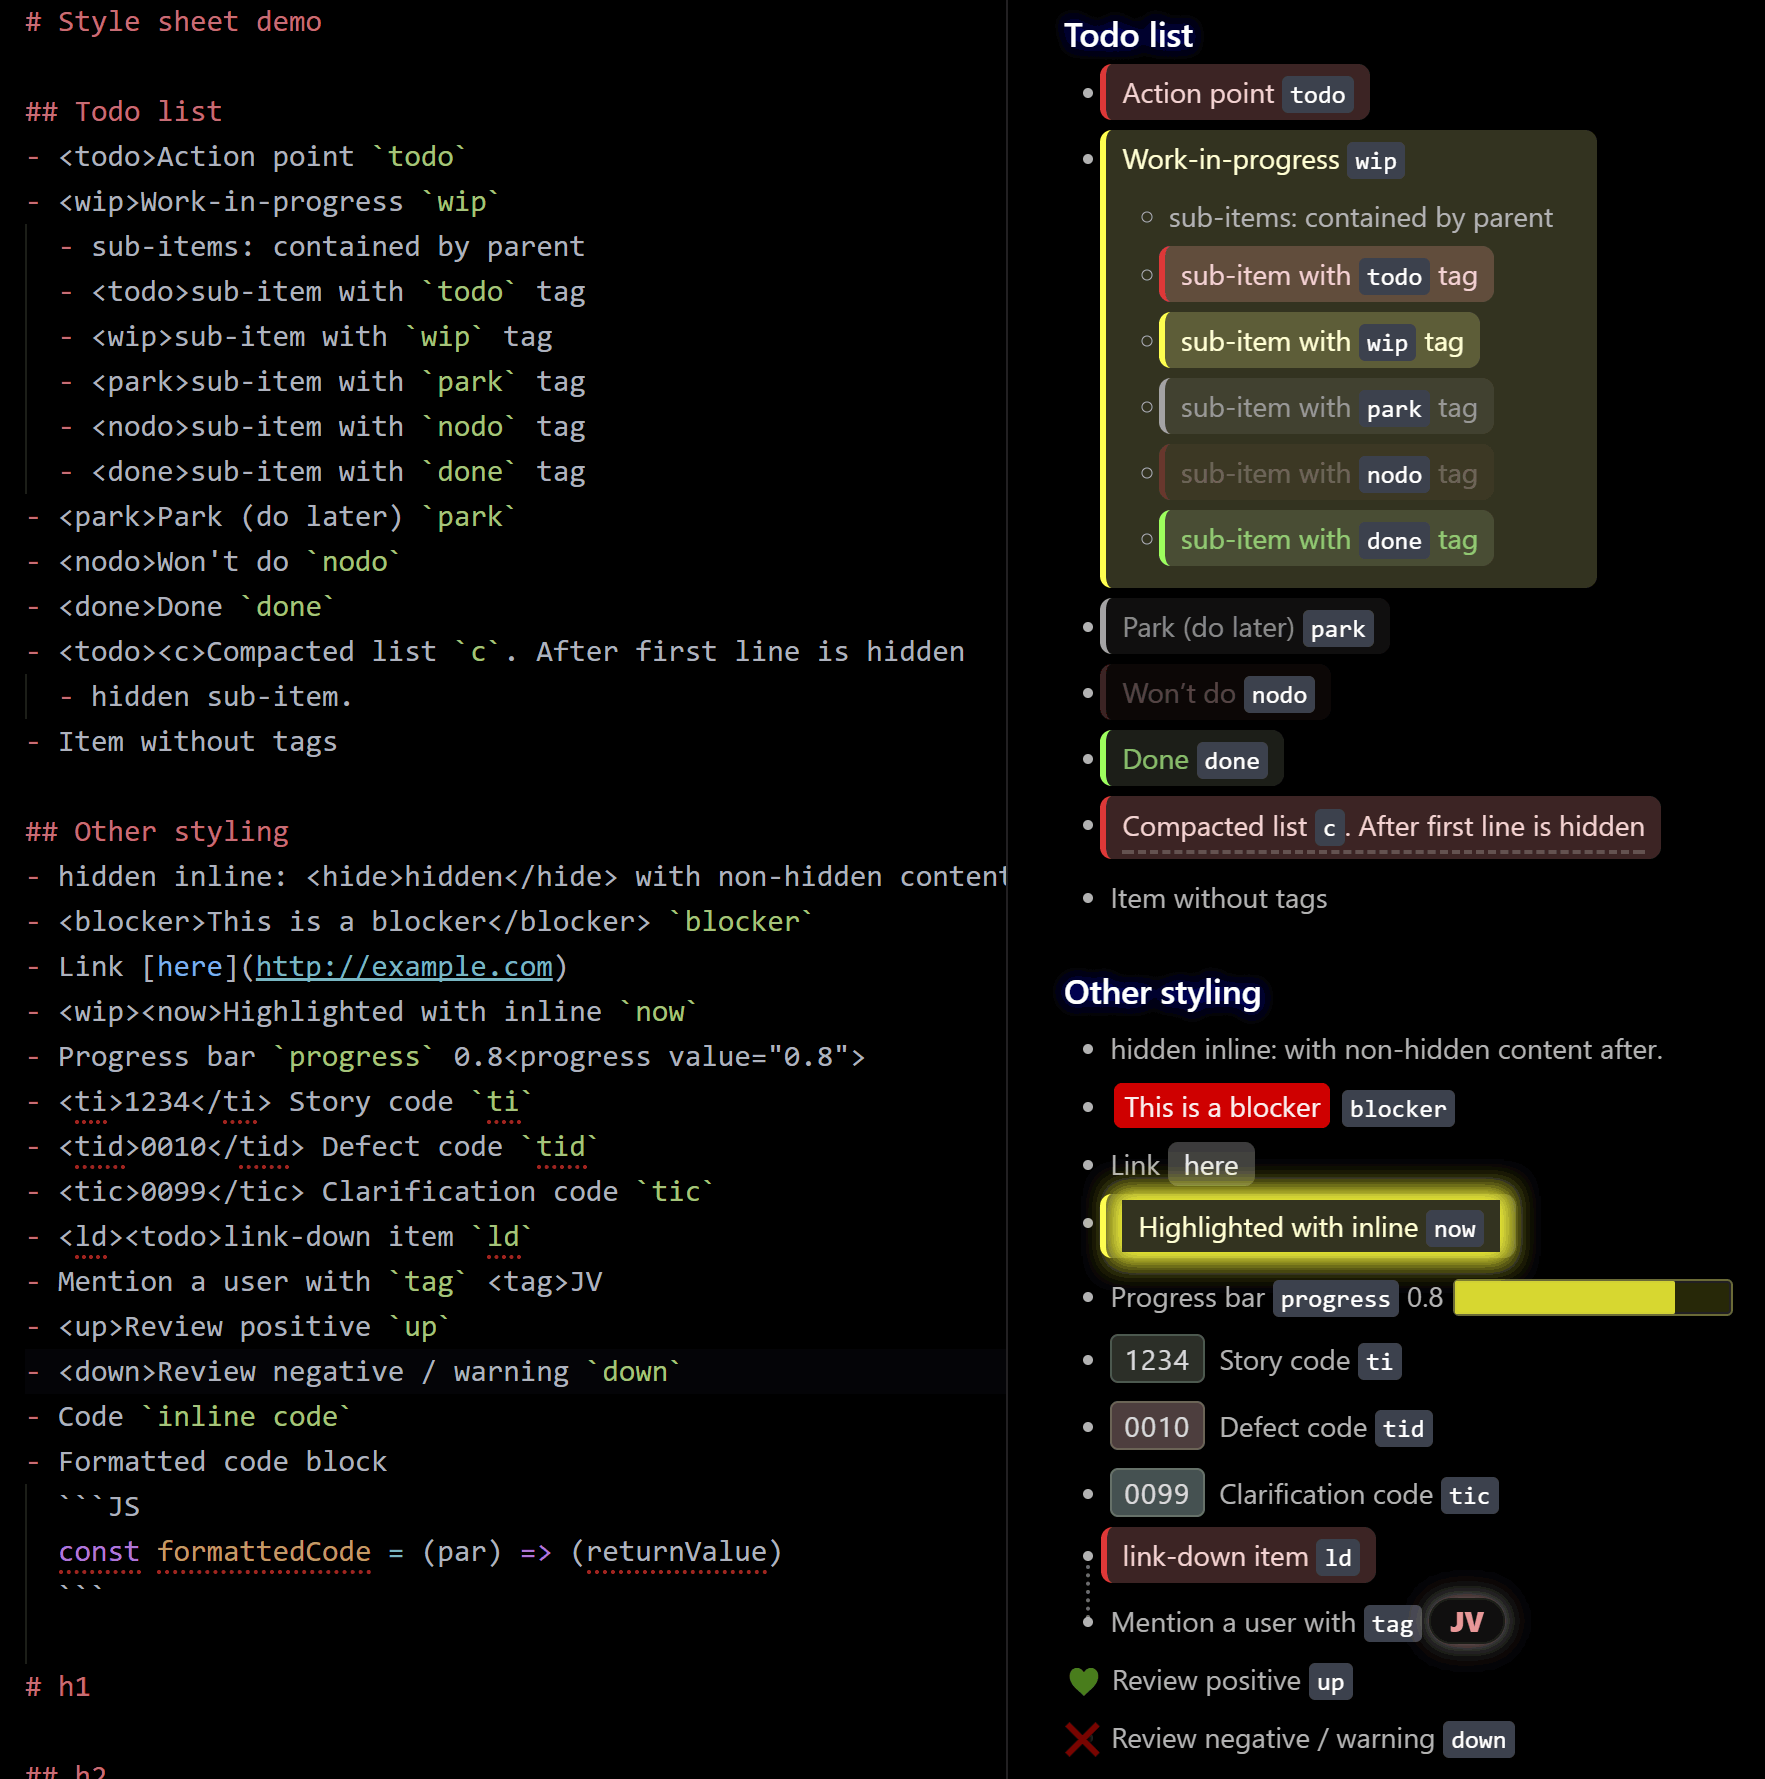 # Style sheet demo
## Todo list
- <todo>Action point `todo`
- <wip>Work-in-progress `wip`
- sub-items: contained by parent
- <todo>sub-item with `todo` tag
- <wip>sub-item with `wip` tag
- <park>sub-item with `park` tag
- <nodo>sub-item with `nodo` tag
- <done>sub-item with `done` tag
- <park>Park (do later) `park`
- <nodo>Won't do `nodo`
- <done>Done `done`
- <todo><c>Compacted list `c`. After first line is hidden
- hidden sub-item.
- Item without tags
## Other styling
- hidden inline: <hide>hidden</hide> with non-hidden content
- <blocker>This is a blocker</blocker> `blocker`
- Link [here](http://example.com)
- <wip><now>Highlighted with inline `now`
- Progress bar `progress` 0.8<progress value="0.8">
- <ti>1234</ti> Story code `ti`
- <tid>0010</tid> Defect code `tid`
- <tic>0099</tic> Clarification code `tic`
- <ld><todo>link-down item `ld`
- Mention a user with `tag` <tag>JV
- <up>Review positive `up`
- <down>Review negative / warning `down`
- Code `inline code`
- Formatted code block
```JS
const formattedCode = (par) => (returnValue)
```
# h1
## h2
Todo list
Action point todo
Work-in-progress wip
sub-items: contained by parent
sub-item with todo tag
sub-item with wip tag
sub-item with park tag
sub-item with nodo tag
sub-item with done tag
Park (do later) park
Won’t do nodo
Done done
Compacted list c. After first line is hidden
Item without tags
Other styling
hidden inline: with non-hidden content after.
This is a blocker blocker
Link here
Highlighted with inline now
Progress bar progress 0.8
1234 Story code ti
0010 Defect code tid
0099 Clarification code tic
link-down item ld
Mention a user with tag JV
Review positive up
Review negative / warning down